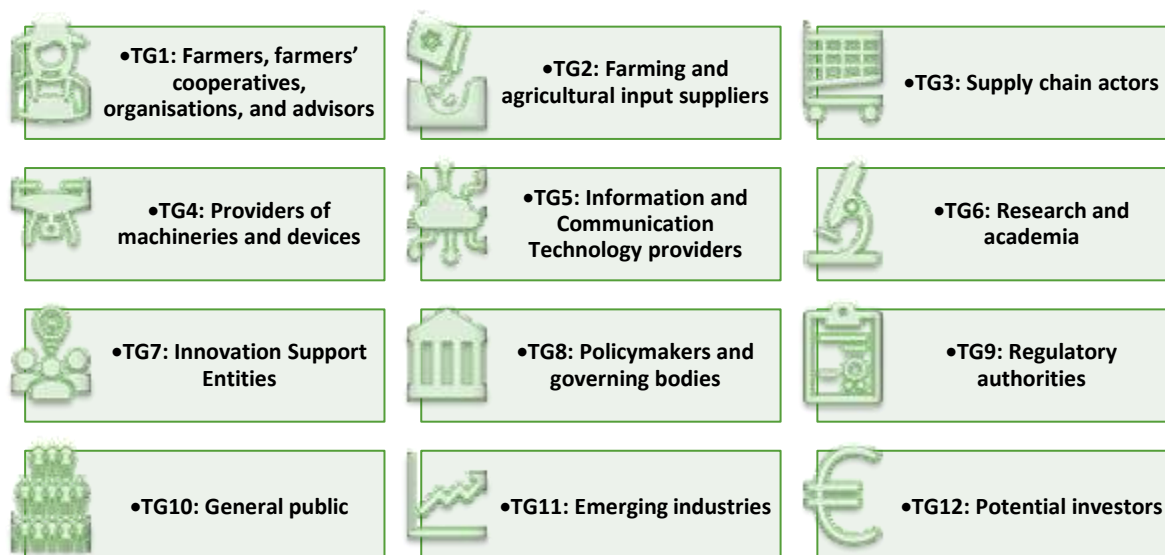 •TG1: Farmers, farmers’
cooperatives,
organisations, and advisors
•TG2: Farming and
agricultural input suppliers
•TG3: Supply chain actors
•TG4: Providers of
machineries and devices
•TG5: Information and
Communication
Technology providers
•TG6: Research and
academia
•TG7: Innovation Support
Entities
•TG8: Policymakers and
governing bodies
•TG9: Regulatory
authorities
•TG10: General public
•TG11: Emerging industries
•TG12: Potential investors